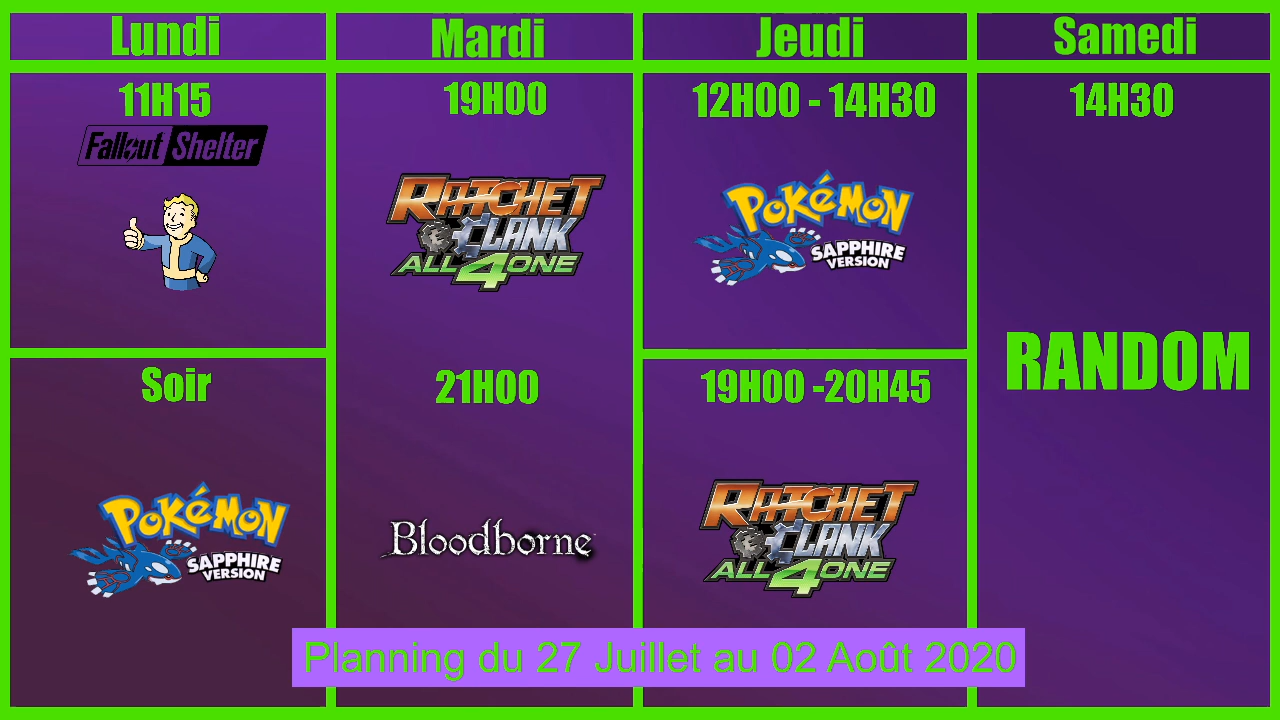 Lundi
11H15
Fallout Shelter
Soir
POKéMON
SAPPHIRE
VERSION
Mardi
19H00
RATCHET
CLANK
ALL 4 ONE
21H00
Bloodborne
Jeudi
12H00 - 14H30
POKéMON
SAPPHIRE
VERSION
19H00 -20H45
RATCHET
CLANK
ALL 4 ONE
Samedi
14H30
RANDOM
Planning du 27 Juillet au 02 Août 2020